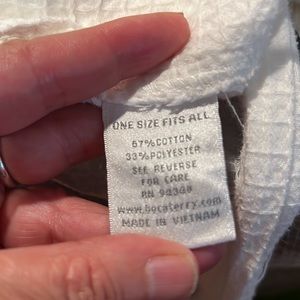 ONE SIZE FITS ALL
67% COTTON
33% POLYESTER
SEE REVERSE
FOR CARE
RN 94348
www.bocaterry.com
MADE IN VIETNAM